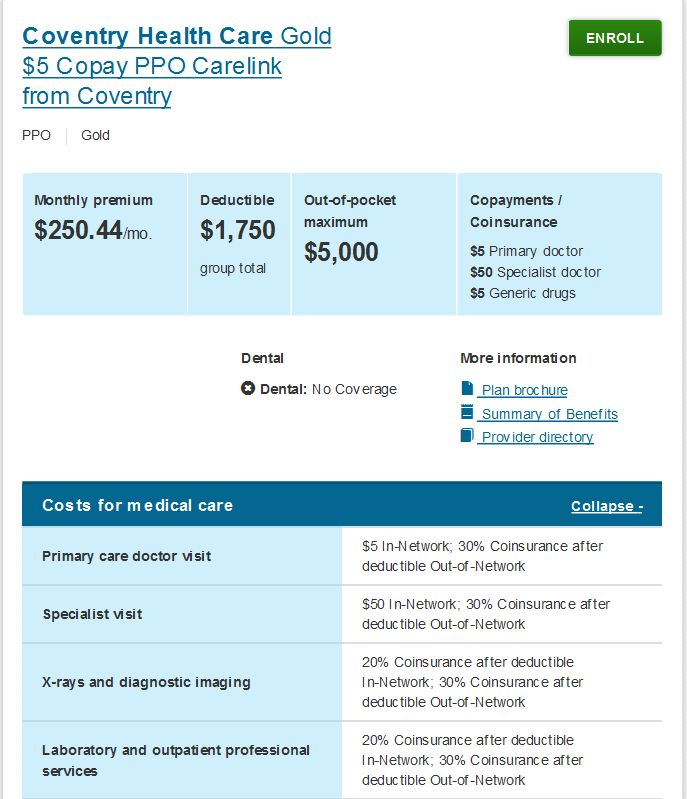 Coventry Health Care Gold
$5 Copay PPO Carelink
from Coventry
ENROLL
PPO
Gold
Monthly premium
$250.44/mo.
Deductible
$1,750
group total
Out-of-pocket
maximum
$5,000
Copayments /
Coinsurance
$5 Primary doctor
$50 Specialist doctor
$5 Generic drugs
Dental
Dental: No Coverage
More information
Plan brochure
Summary of Benefits
Provider directory
Costs for medical care
Collapse -
Primary care doctor visit
$5 In-Network; 30% Coinsurance after
deductible Out-of-Network
Specialist visit
$50 In-Network; 30% Coinsurance after
deductible Out-of-Network
X-rays and diagnostic imaging
20% Coinsurance after deductible
In-Network; 30% Coinsurance after
deductible Out-of-Network
Laboratory and outpatient professional
services
20% Coinsurance after deductible
In-Network; 30% Coinsurance after
deductible Out-of-Network